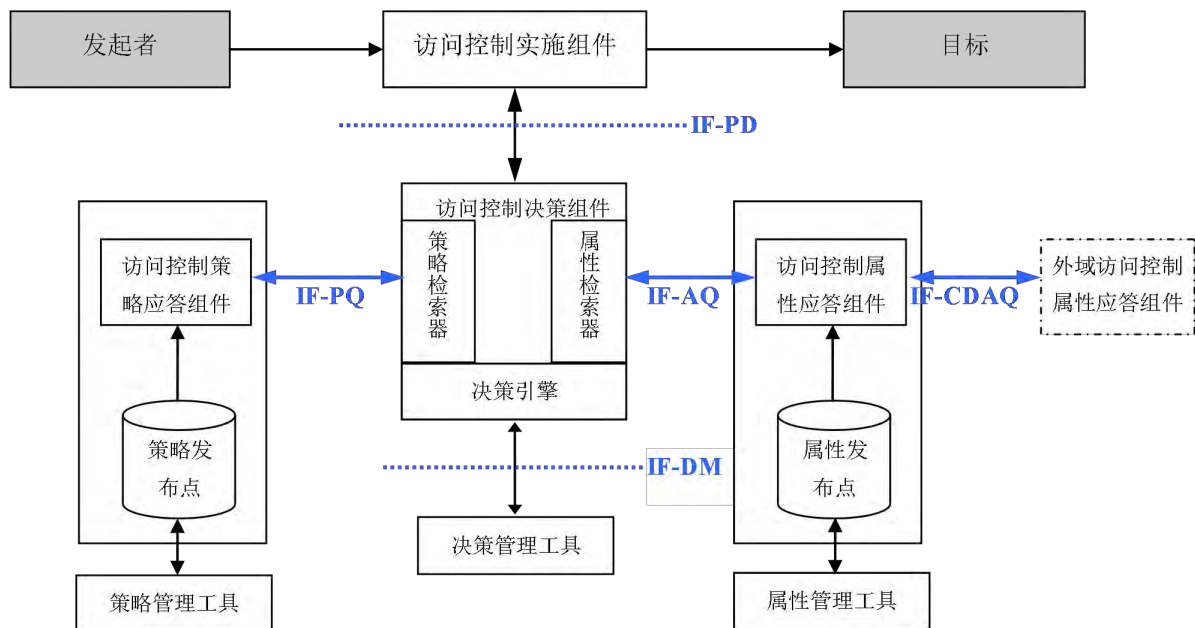 发起者
访问控制实施组件
目标
IF-PD
访问控制决策组件
策略检索器
属性检索器
访问控制策
略应答组件
IF-PQ
IF-AQ
访问控制属
性应答组件
IF-CDAQ
外域访问控制
属性应答组件
决策引擎
策略发
布点
IF-DM
属性发
布点
决策管理工具
策略管理工具
属性管理工具